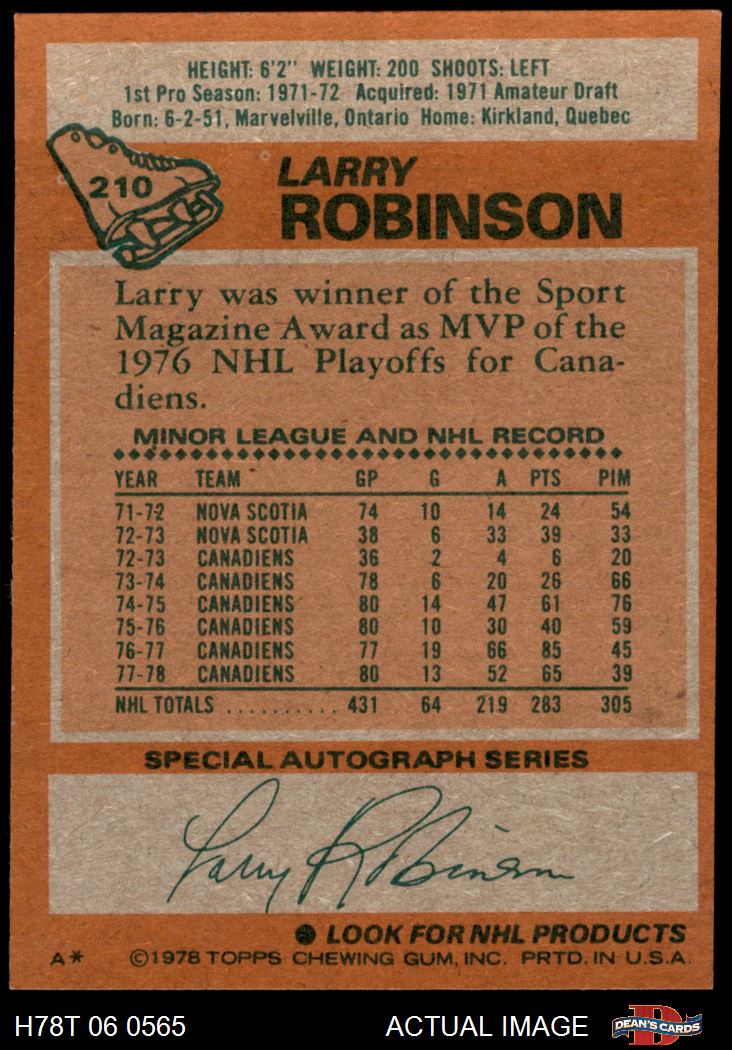 HEIGHT: 6'2" WEIGHT: 200 SHOOTS: LEFT
1st Pro Season: 1971-72 Acquired: 1971 Amateur Draft
Born: 6-2-51, Marvelville, Ontario Home: Kirkland, Quebec
210
LARRY
ROBINSON
Larry was winner of the Sport
Magazine Award as MVP of the
1976 NHL Playoffs for Cana-
diens.
MINOR LEAGUE AND NHL RECORD
YEAR TEAM GP G A PTS PIM
71-72 NOVA SCOTIA 74 10 14 24 54
72-73 NOVA SCOTIA 38 6 33 39 33
72-73 CANADIENS 36 2 4 6 20
73-74 CANADIENS 78 6 20 26 66
74-75 CANADIENS 80 14 47 61 76
75-76 CANADIENS 80 10 30 40 59
76-77 CANADIENS 77 19 66 85 45
77-78 CANADIENS 80 13 52 65 39
NHL TOTALS .......... 431 64 219 283 305
SPECIAL AUTOGRAPH SERIES
Larry Robinson
LOOK FOR NHL PRODUCTS
A* ©1978 TOPPS CHEWING GUM, INC. PRTD. IN U.S.A.
H78T 06 0565 ACTUAL IMAGE DEAN'S CARDS